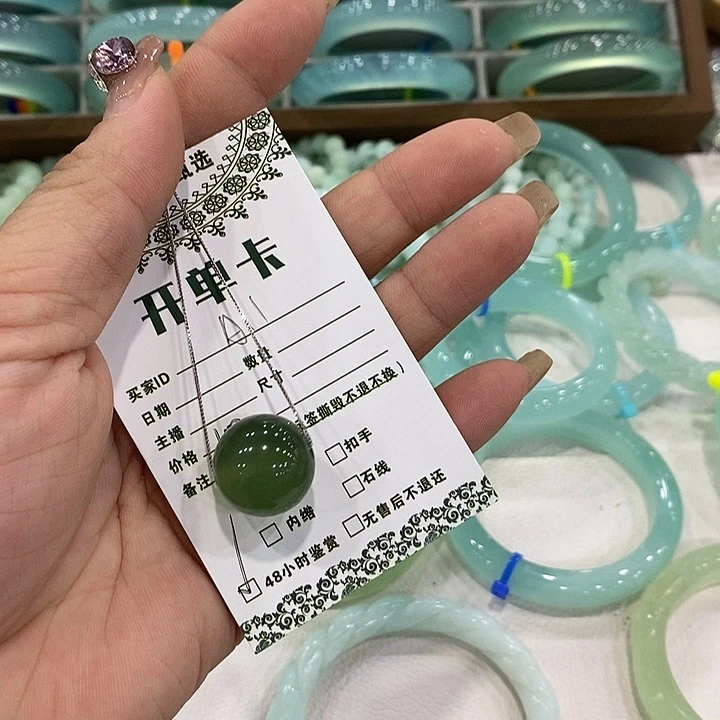 选
开单卡
买家ID
日期 数量
主播 尺寸
价格 签撕毁不退不换）
备注 扣手
石线
内绺 无售后不退还
48小时鉴赏